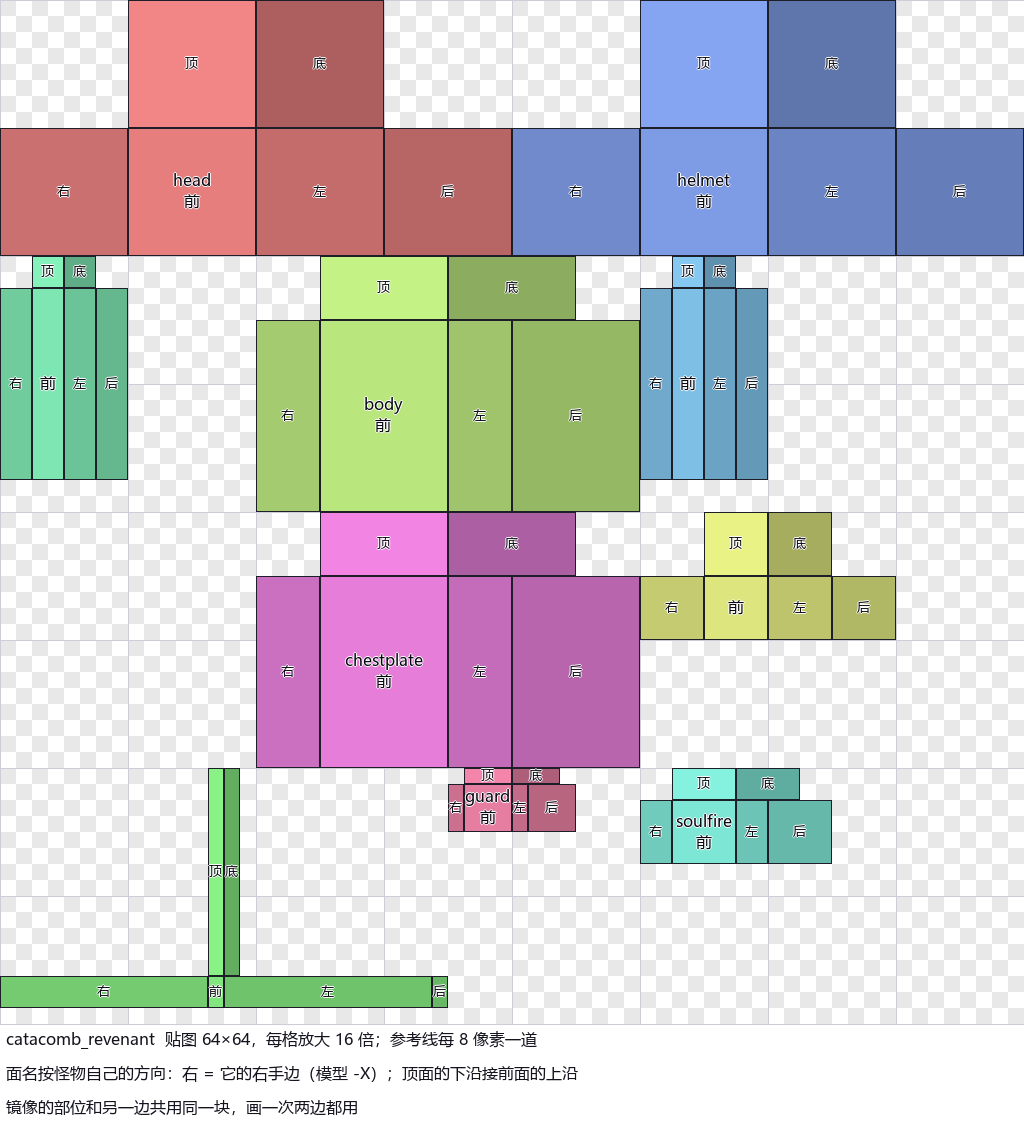 顶
底
顶
底
右
head
前
左
后
右
helmet
前
左
后
顶
底
顶
底
顶
底
右
前
左
后
右
body
前
左
后
右
前
左
后
顶
底
顶
底
右
前
左
后
右
chestplate
前
左
后
顶
底
顶
底
右
guard
前
左
后
右
soulfire
前
左
后
顶
底
右
前
左
后
catacomb_revenant 贴图 64×64，每格放大 16 倍；参考线每 8 像素一道
面名按怪物自己的方向：右 = 它的右手边（模型 -X）；顶面的下沿接前面的上沿
镜像的部位和另一边共用同一块，画一次两边都用